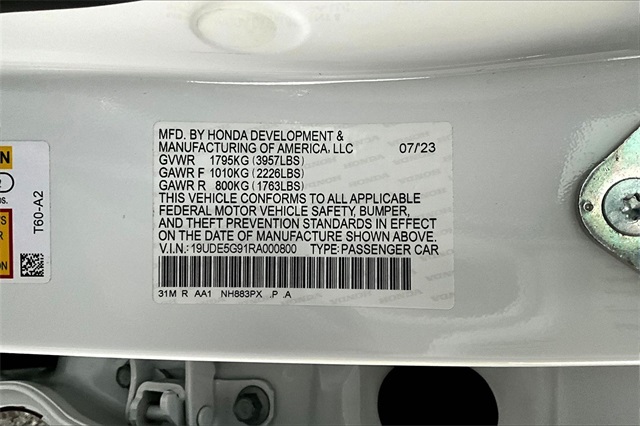 MFD. BY HONDA DEVELOPMENT &
MANUFACTURING OF AMERICA, LLC 07/23
GVWR 1795KG (3957LBS)
GAWR F 1010KG (2226LBS)
GAWR R 800KG (1763LBS)
THIS VEHICLE CONFORMS TO ALL APPLICABLE
FEDERAL MOTOR VEHICLE SAFETY, BUMPER,
AND THEFT PREVENTION STANDARDS IN EFFECT
ON THE DATE OF MANUFACTURE SHOWN ABOVE.
V.I.N.: 19UDE5G91RA000800 TYPE: PASSENGER CAR
31M R AA1 NH883PX .P .A
T60-A2